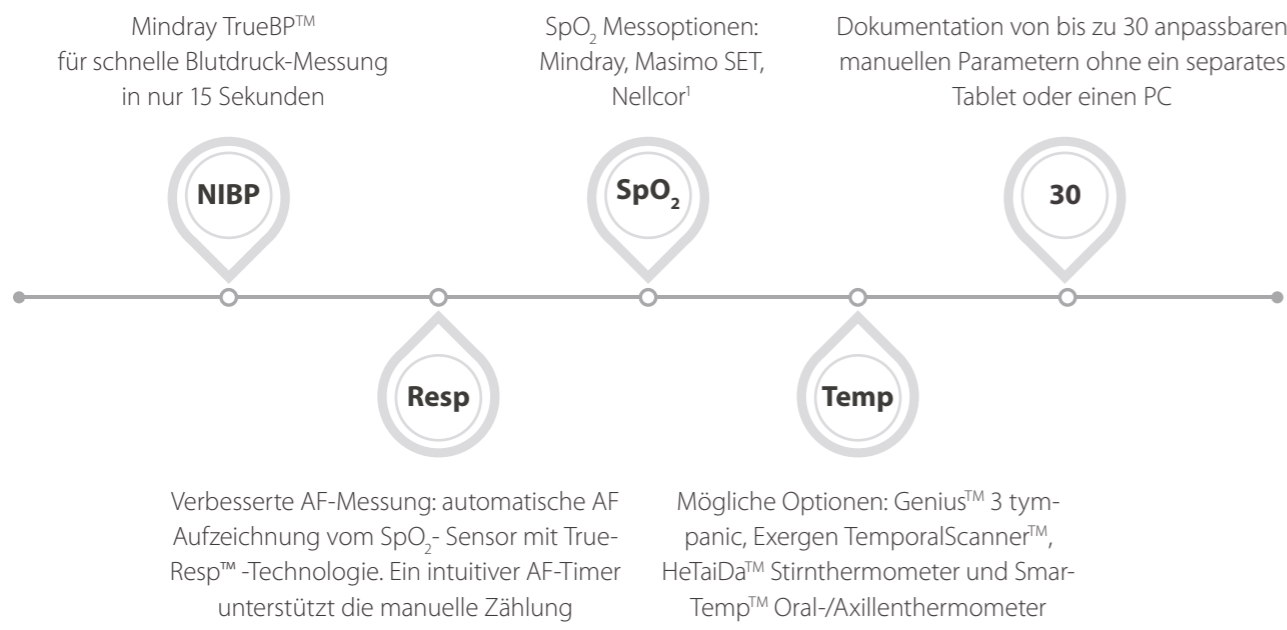 Mindray TrueBP™
für schnelle Blutdruck-Messung
in nur 15 Sekunden
NIBP
SpO₂ Messoptionen:
Mindray, Masimo SET,
Nellcor¹
SpO₂
Dokumentation von bis zu 30 anpassbaren
manuellen Parametern ohne ein separates
Tablet oder einen PC
30
Resp
Verbesserte AF-Messung: automatische AF
Aufzeichnung vom SpO₂- Sensor mit True-
Resp™ -Technologie. Ein intuitiver AF-Timer
unterstützt die manuelle Zählung
Temp
Mögliche Optionen: Genius™ 3 tym-
panic, Exergen TemporalScanner™,
HeTaiDa™ Stirnthermometer und Smar-
Temp™ Oral-/Axillenthermometer